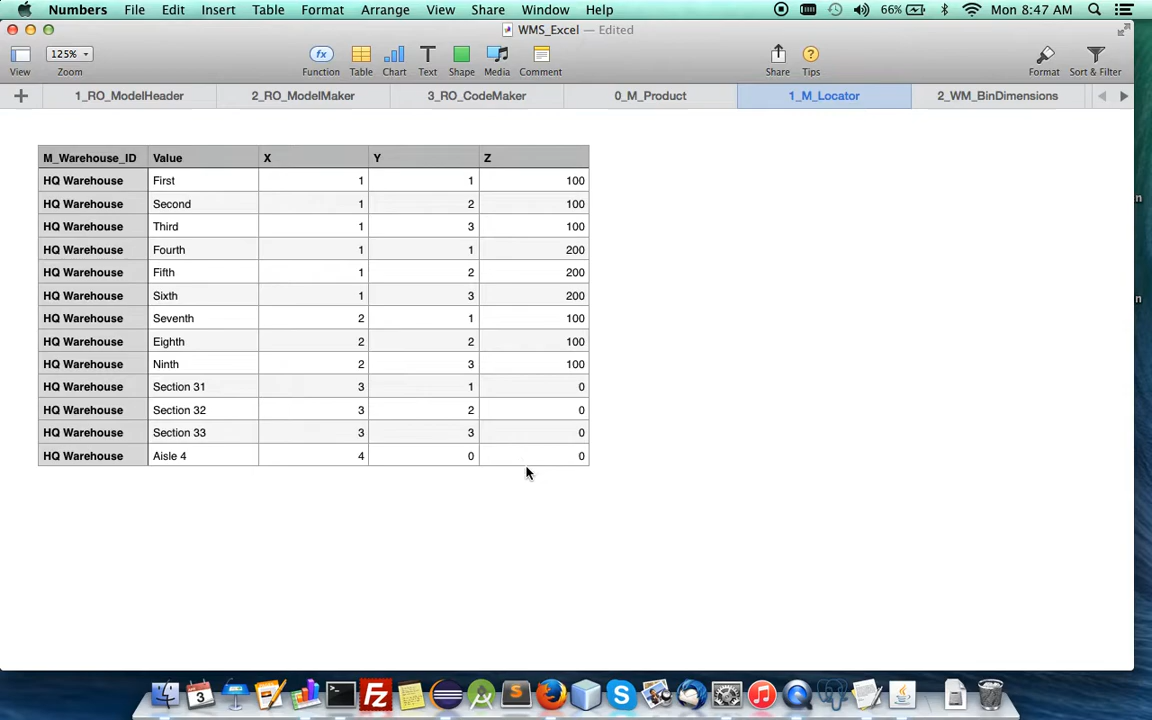 Numbers File Edit Insert Table Format Arrange View Share Window Help 66% Mon 8:47 AM
WMS_Excel — Edited
125%
View Zoom fx Function Table Chart T Text Shape Media Comment Share ? Tips Format Sort & Filter
1_RO_ModelHeader 2_RO_ModelMaker 3_RO_CodeMaker 0_M_Product 1_M_Locator 2_WM_BinDimensions
M_Warehouse_ID Value X Y Z
HQ Warehouse First 1 1 100
HQ Warehouse Second 1 2 100
HQ Warehouse Third 1 3 100
HQ Warehouse Fourth 1 1 200
HQ Warehouse Fifth 1 2 200
HQ Warehouse Sixth 1 3 200
HQ Warehouse Seventh 2 1 100
HQ Warehouse Eighth 2 2 100
HQ Warehouse Ninth 2 3 100
HQ Warehouse Section 31 3 1 0
HQ Warehouse Section 32 3 2 0
HQ Warehouse Section 33 3 3 0
HQ Warehouse Aisle 4 4 0 0